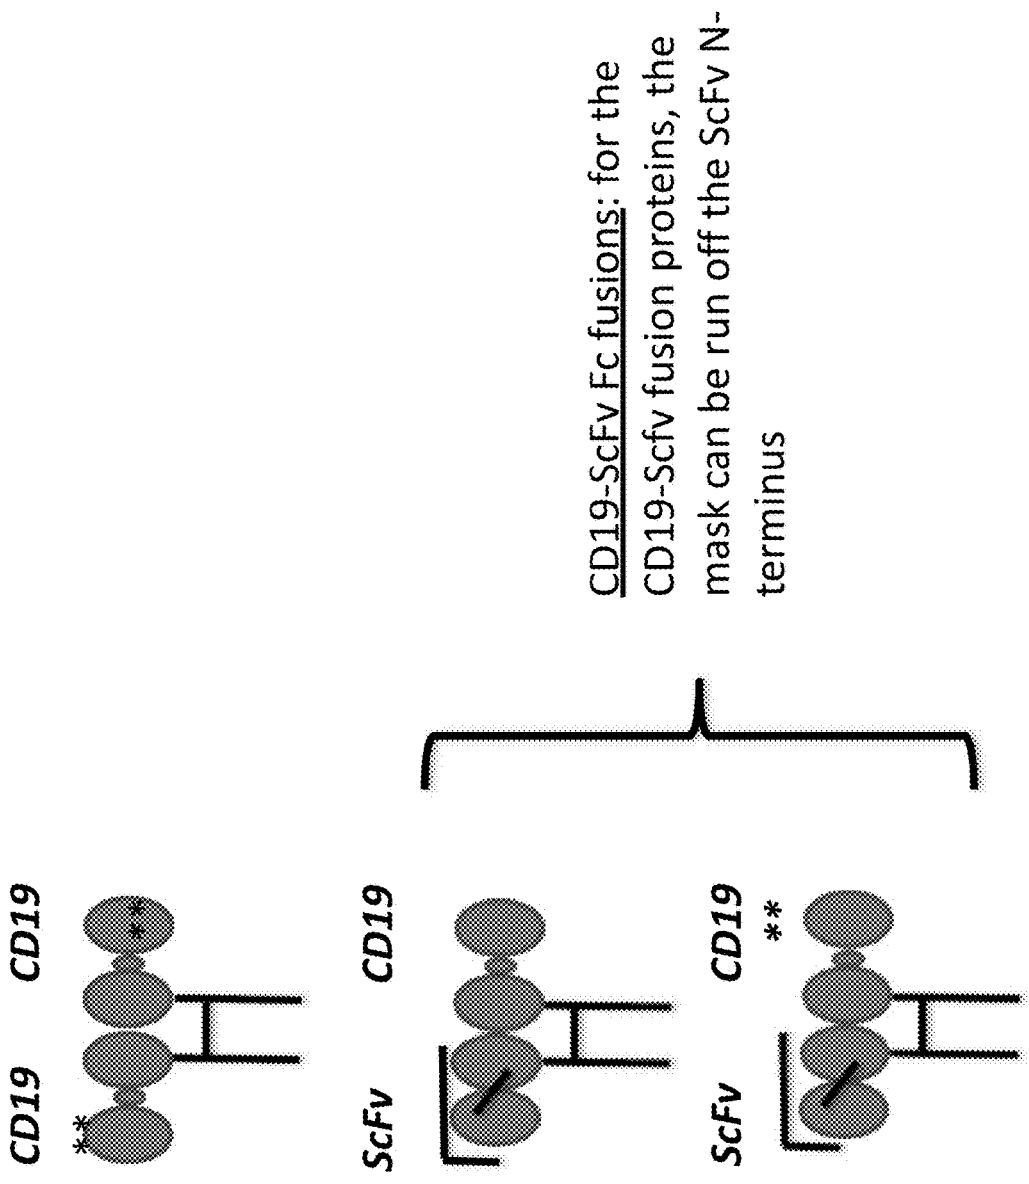 CD19 CD19
**
**
ScFv CD19
ScFv CD19
**
CD19-ScFv Fc fusions: for the
CD19-Scfv fusion proteins, the
mask can be run off the ScFv N-
terminus